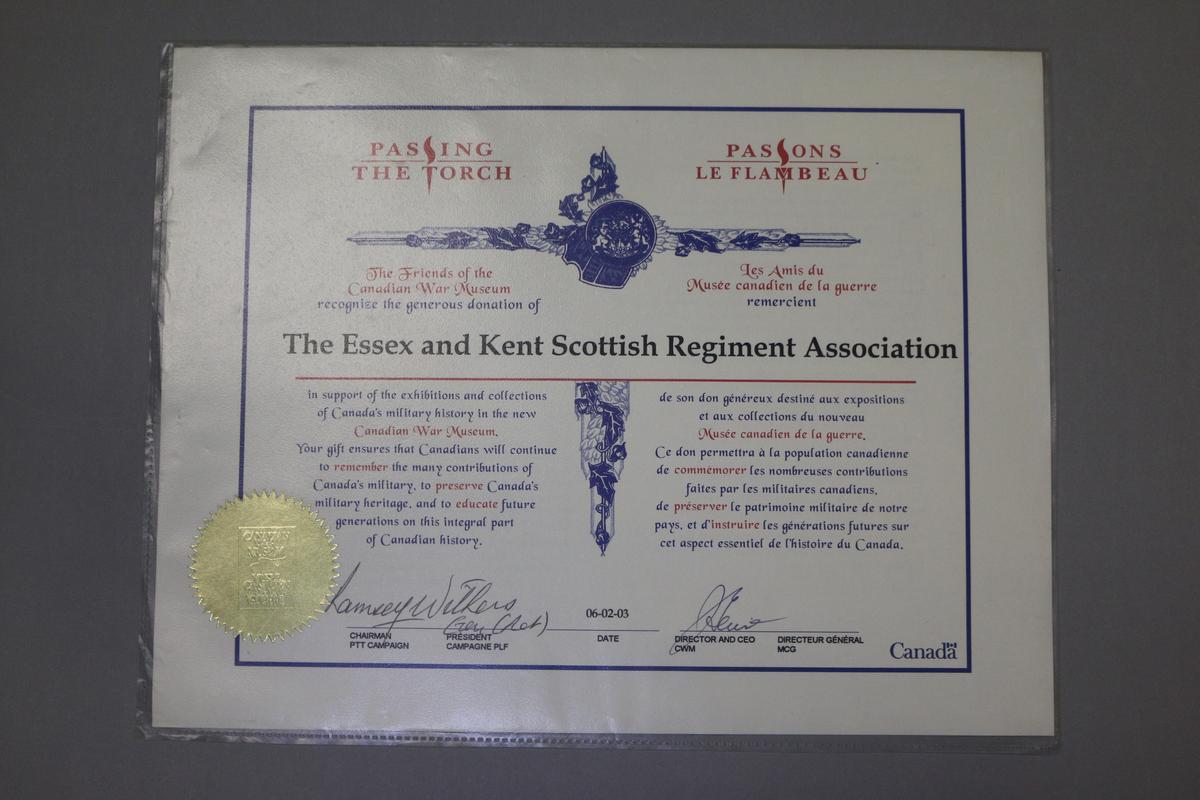 PASSING
THE TORCH
PASSONS
LE FLAMBEAU
The Friends of the
Canadian War Museum
recognize the generous donation of
Les Amis du
Musée canadien de la guerre
remercient
The Essex and Kent Scottish Regiment Association
in support of the exhibitions and collections
of Canada's military history in the new
Canadian War Museum.
Your gift ensures that Canadians will continue
to remember the many contributions of
Canada's military, to preserve Canada's
military heritage, and to educate future
generations on this integral part
of Canadian history.
de son don généreux destiné aux expositions
et aux collections du nouveau
Musée canadien de la guerre.
Ce don permettra à la population canadienne
de commémorer les nombreuses contributions
faites par les militaires canadiens,
de préserver le patrimoine militaire de notre
pays, et d'instruire les générations futures sur
cet aspect essentiel de l'histoire du Canada.
Ramsey Withers
Gen (Ret)
06-02-03
CHAIRMAN
PTT CAMPAIGN
PRÉSIDENT
CAMPAGNE PLF
DATE
DIRECTOR AND CEO
CWM
DIRECTEUR GÉNÉRAL
MCG
Canada